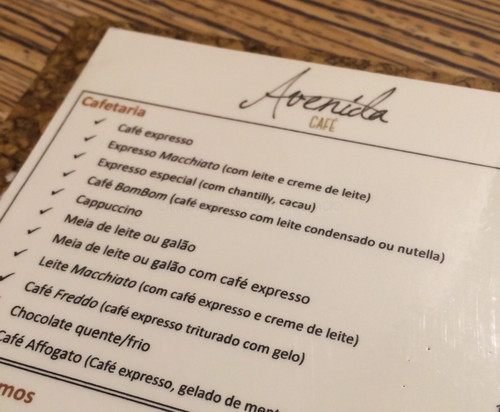 Avenida
CAFÉ
Cafetaria
Café expresso
Expresso Macchiato (com leite e creme de leite)
Expresso especial (com chantilly, cacau)
Café BomBom (café expresso com leite condensado ou nutella)
Cappuccino
Meia de leite ou galão
Meia de leite ou galão com café expresso
Leite Macchiato (com café expresso e creme de leite)
Café Freddo (café expresso triturado com gelo)
Chocolate quente/frio
Café Affogato (Café expresso, gelado de